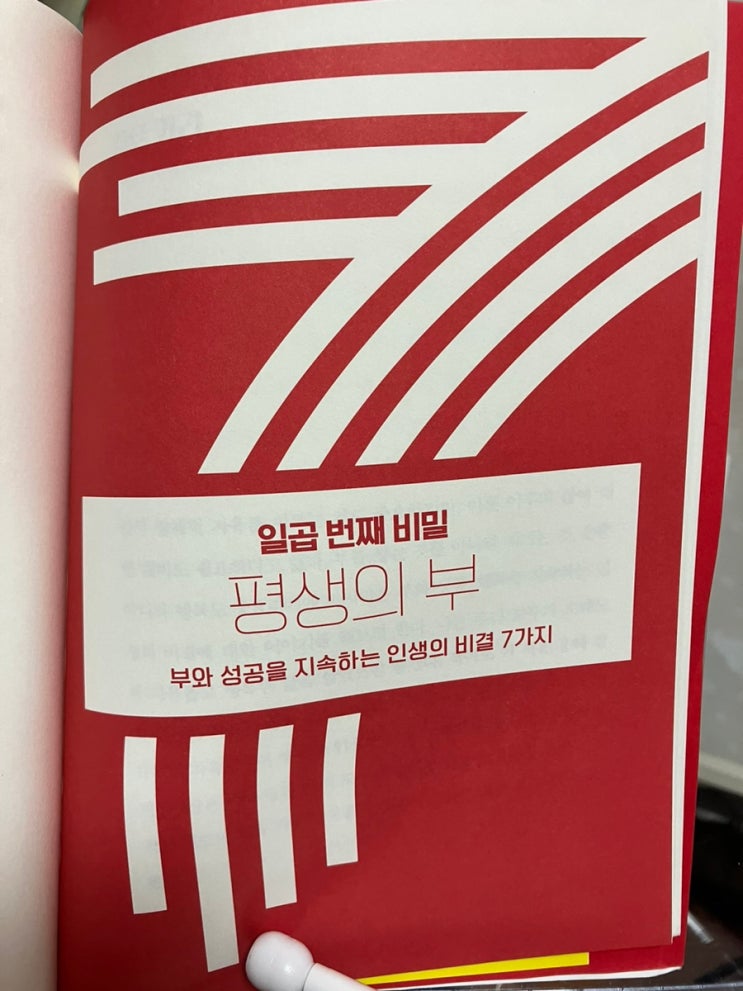 7
일곱 번째 비밀
평생의 부
부와 성공을 지속하는 인생의 비결 7가지